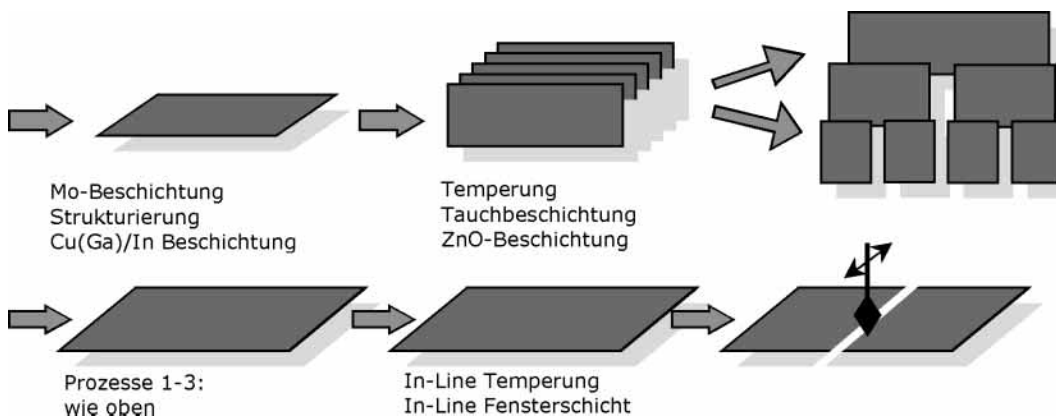 Mo-Beschichtung
Strukturierung
Cu(Ga)/In Beschichtung
Temperung
Tauchbeschichtung
ZnO-Beschichtung
Prozesse 1-3:
wie oben
In-Line Temperung
In-Line Fensterschicht